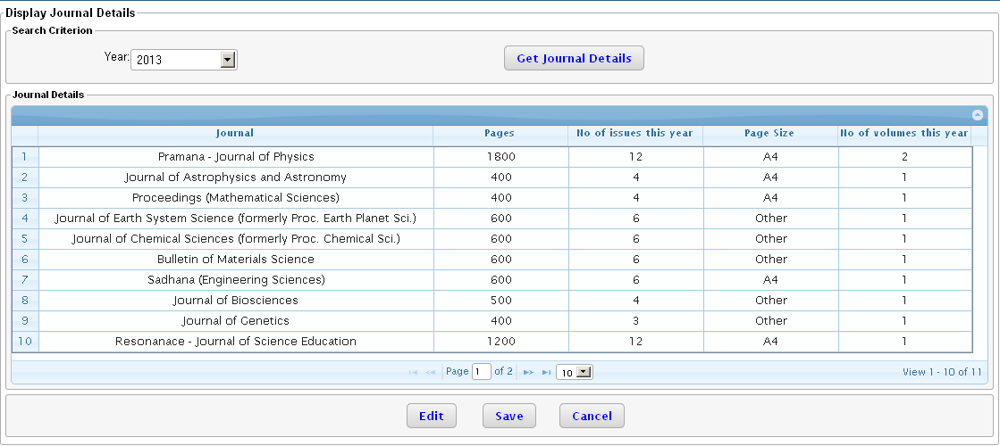 Display Journal Details
Search Criterion
Year: 2013 Get Journal Details
Journal Details
Journal Pages No of issues this year Page Size No of volumes this year
1 Pramana - Journal of Physics 1800 12 A4 2
2 Journal of Astrophysics and Astronomy 400 4 A4 1
3 Proceedings (Mathematical Sciences) 400 4 A4 1
4 Journal of Earth System Science (formerly Proc. Earth Planet Sci.) 600 6 Other 1
5 Journal of Chemical Sciences (formerly Proc. Chemical Sci.) 600 6 Other 1
6 Bulletin of Materials Science 600 6 Other 1
7 Sadhana (Engineering Sciences) 600 6 A4 1
8 Journal of Biosciences 500 4 Other 1
9 Journal of Genetics 400 3 Other 1
10 Resonanace - Journal of Science Education 1200 12 A4 1
Page 1 of 2 10 View 1 - 10 of 11
Edit Save Cancel